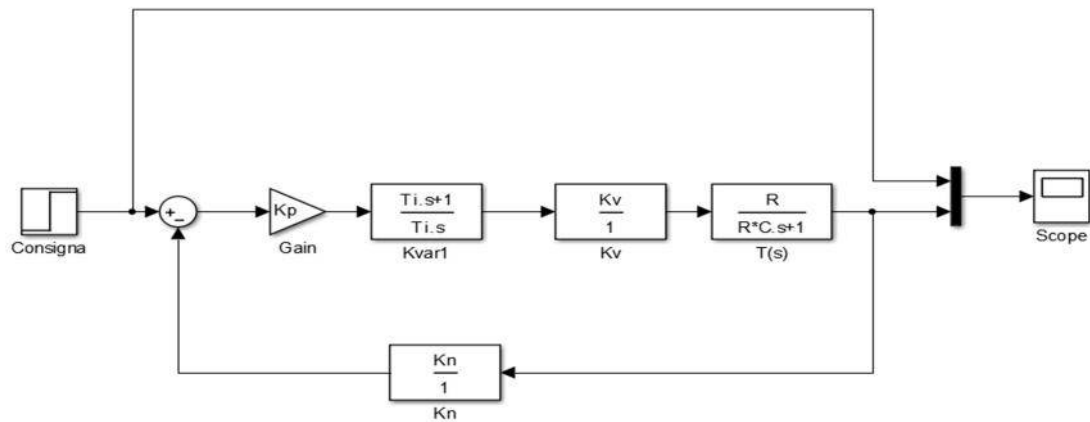 Consigna
+
−
Kp
Gain
Ti.s+1
Ti.s
Kvar1
Kv
1
Kv
R
R*C.s+1
T(s)
Scope
Kn
1
Kn